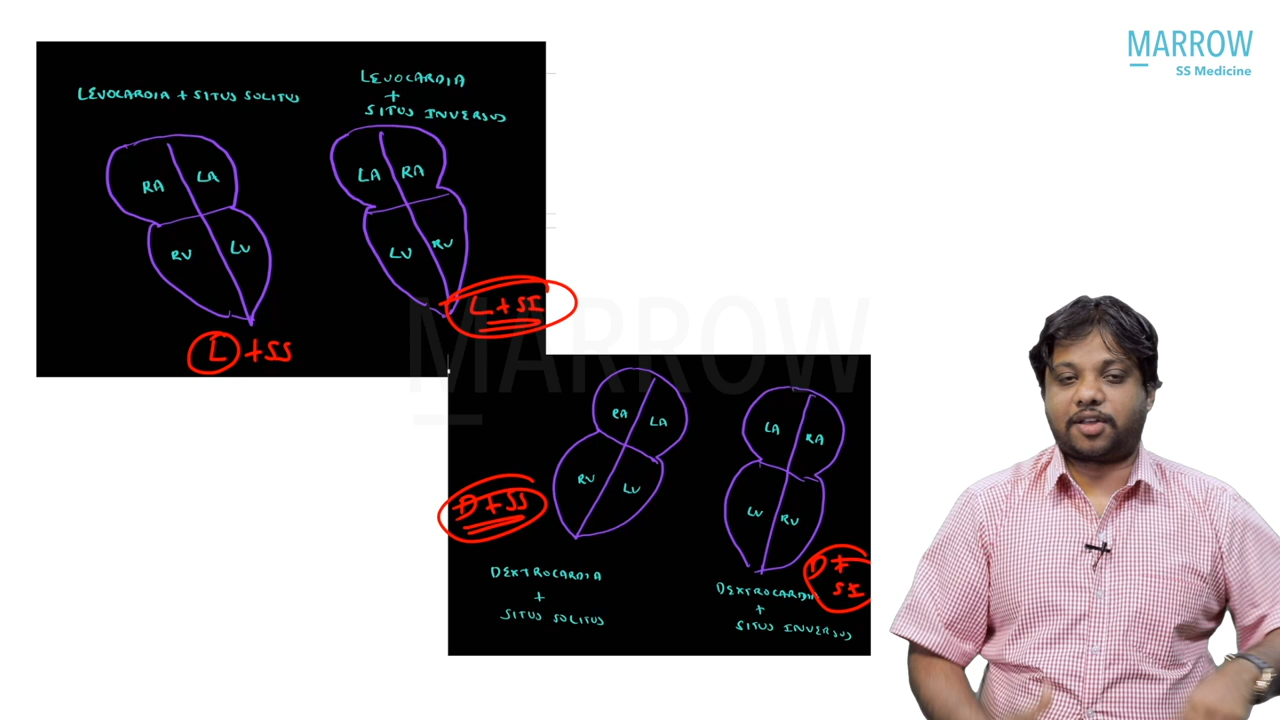 MARROW
SS Medicine
LEVOCARDIA + SITUS SOLITUS
LEVOCARDIA
+
SITUS INVERSUS
RA LA
RV LV
LA RA
LV RV
L + SS
L + SI
MARROW
RA LA
RV LV
LA RA
LV RV
D + SS
D +
SI
DEXTROCARDIA
+
SITUS SOLITUS
DEXTROCARDIA
+
SITUS INVERSUS